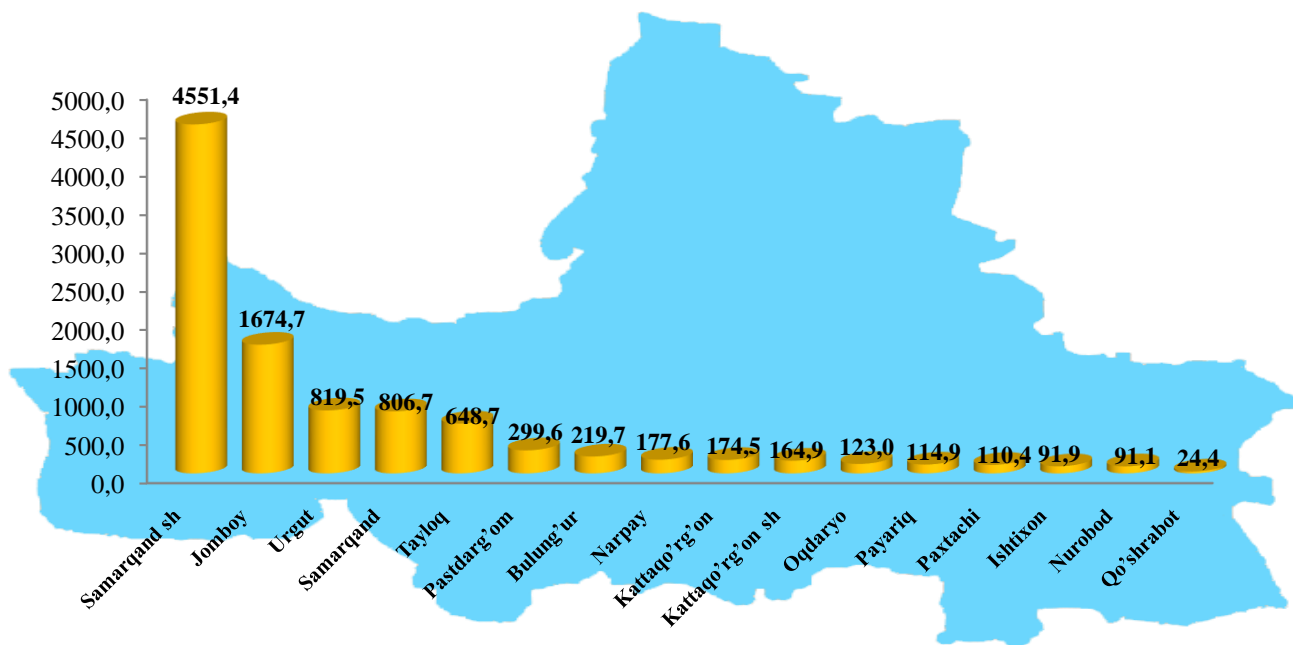 5000,0
4500,0
4000,0
3500,0
3000,0
2500,0
2000,0
1500,0
1000,0
500,0
0,0
4551,4
1674,7
819,5
806,7
648,7
299,6
219,7
177,6
174,5
164,9
123,0
114,9
110,4
91,9
91,1
24,4
Samarqand sh
Jomboy
Urgut
Samarqand
Tayloq
Pastdarg’om
Bulung’ur
Narpay
Kattaqo’rg’on
Kattaqo’rg’on sh
Oqdaryo
Payariq
Paxtachi
Ishtixon
Nurobod
Qo’shrabot